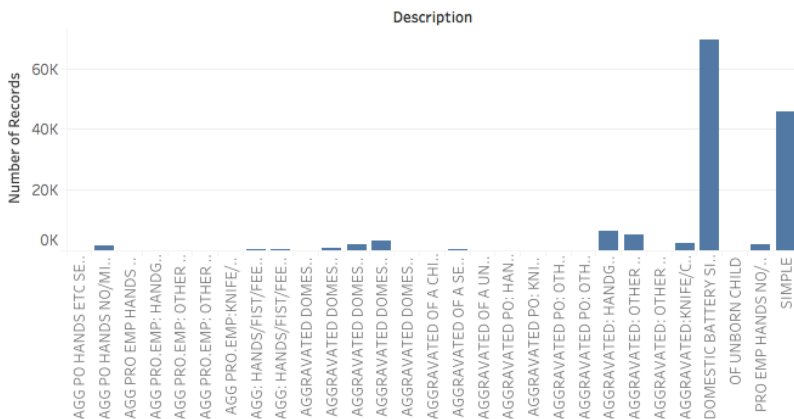 Description
Number of Records
60K
40K
20K
0K
AGG PO HANDS ETC SE..
AGG PO HANDS NO/MI..
AGG PRO EMP HANDS ..
AGG PRO.EMP: HANDG..
AGG PRO.EMP: OTHER ..
AGG PRO.EMP: OTHER ..
AGG PRO.EMP:KNIFE/..
AGG: HANDS/FIST/FEE..
AGG: HANDS/FIST/FEE..
AGGRAVATED DOMES..
AGGRAVATED DOMES..
AGGRAVATED DOMES..
AGGRAVATED DOMES..
AGGRAVATED DOMES..
AGGRAVATED OF A CHI..
AGGRAVATED OF A SE..
AGGRAVATED OF A UN..
AGGRAVATED PO: HAN..
AGGRAVATED PO: KNI..
AGGRAVATED PO: OTH..
AGGRAVATED PO: OTH..
AGGRAVATED: HANDG..
AGGRAVATED: OTHER ..
AGGRAVATED: OTHER ..
AGGRAVATED:KNIFE/C..
DOMESTIC BATTERY SI..
OF UNBORN CHILD
PRO EMP HANDS NO/..
SIMPLE